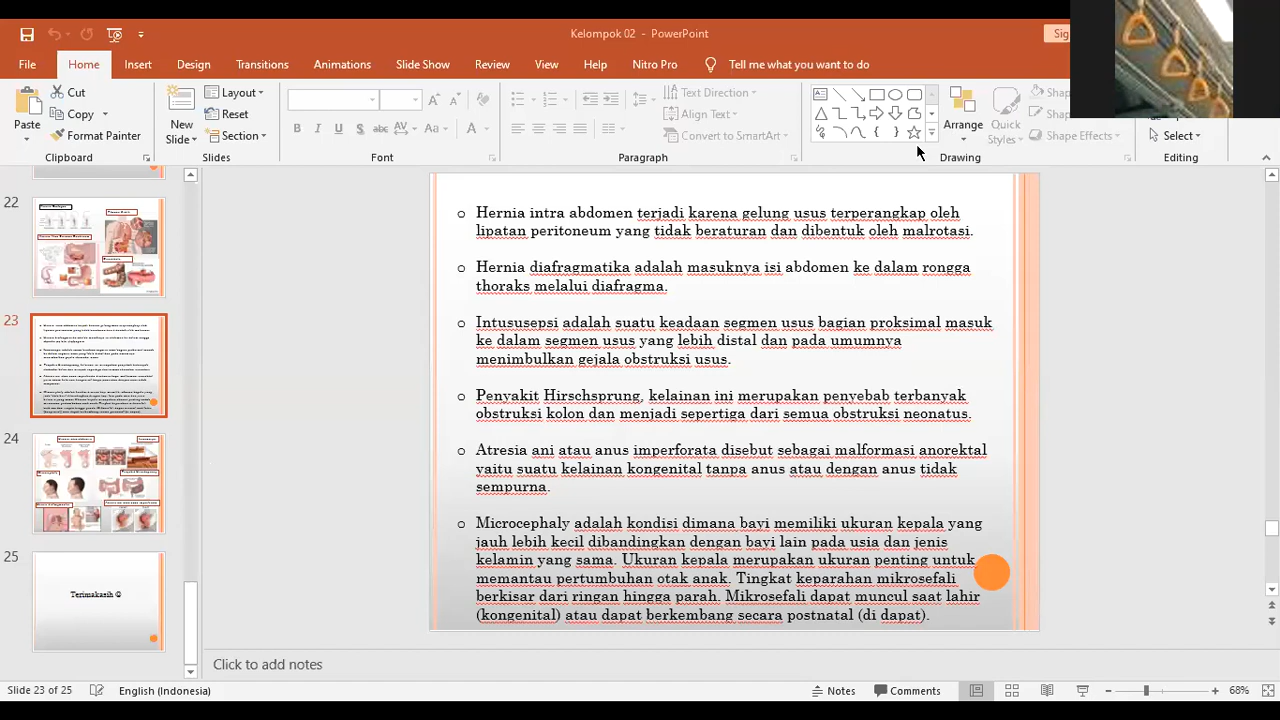 Kelompok 02 - PowerPoint
Sig
File Home Insert Design Transitions Animations Slide Show Review View Help Nitro Pro Tell me what you want to do
Paste
Cut
Copy
Format Painter
Clipboard
New
Slide
Layout
Reset
Section
Slides
B I U S abc AV Aa A
Font
Text Direction
Align Text
Convert to SmartArt
Paragraph
Arrange
Quick
Styles
Sha
Shap
Shape Effects
Drawing
Select
Editing
22
23
24
25
Terimakasih ☺
Hernia intra abdomen terjadi karena gelung usus terperangkap oleh
lipatan peritoneum yang tidak beraturan dan dibentuk oleh malrotasi.
Hernia diafragmatika adalah masuknya isi abdomen ke dalam rongga
thoraks melalui diafragma.
Intususepsi adalah suatu keadaan segmen usus bagian proksimal masuk
ke dalam segmen usus yang lebih distal dan pada umumnya
menimbulkan gejala obstruksi usus.
Penyakit Hirschsprung, kelainan ini merupakan penyebab terbanyak
obstruksi kolon dan menjadi sepertiga dari semua obstruksi neonatus.
Atresia ani atau anus imperforata disebut sebagai malformasi anorektal
yaitu suatu kelainan kongenital tanpa anus atau dengan anus tidak
sempurna.
Microcephaly adalah kondisi dimana bayi memiliki ukuran kepala yang
jauh lebih kecil dibandingkan dengan bayi lain pada usia dan jenis
kelamin yang sama. Ukuran kepala merupakan ukuran penting untuk
memantau pertumbuhan otak anak. Tingkat keparahan mikrosefali
berkisar dari ringan hingga parah. Mikrosefali dapat muncul saat lahir
(kongenital) atau dapat berkembang secara postnatal (di dapat).
Click to add notes
Slide 23 of 25 English (Indonesia) Notes Comments 68%